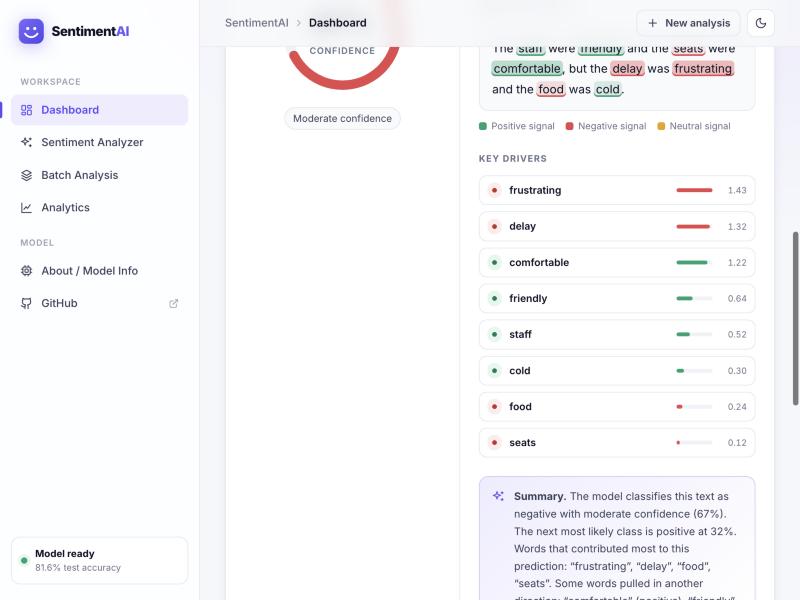 SentimentAI
SentimentAI > Dashboard
New analysis
WORKSPACE
Dashboard
Sentiment Analyzer
Batch Analysis
Analytics
MODEL
About / Model Info
GitHub
Model ready
81.6% test accuracy
CONFIDENCE
Moderate confidence
The staff were friendly and the seats were
comfortable, but the delay was frustrating
and the food was cold.
Positive signal Negative signal Neutral signal
KEY DRIVERS
frustrating 1.43
delay 1.32
comfortable 1.22
friendly 0.64
staff 0.52
cold 0.30
food 0.24
seats 0.12
Summary. The model classifies this text as
negative with moderate confidence (67%).
The next most likely class is positive at 32%.
Words that contributed most to this
prediction: “frustrating”, “delay”, “food”,
“seats”. Some words pulled in another
direction: “comfortable” (positive), “friendly”